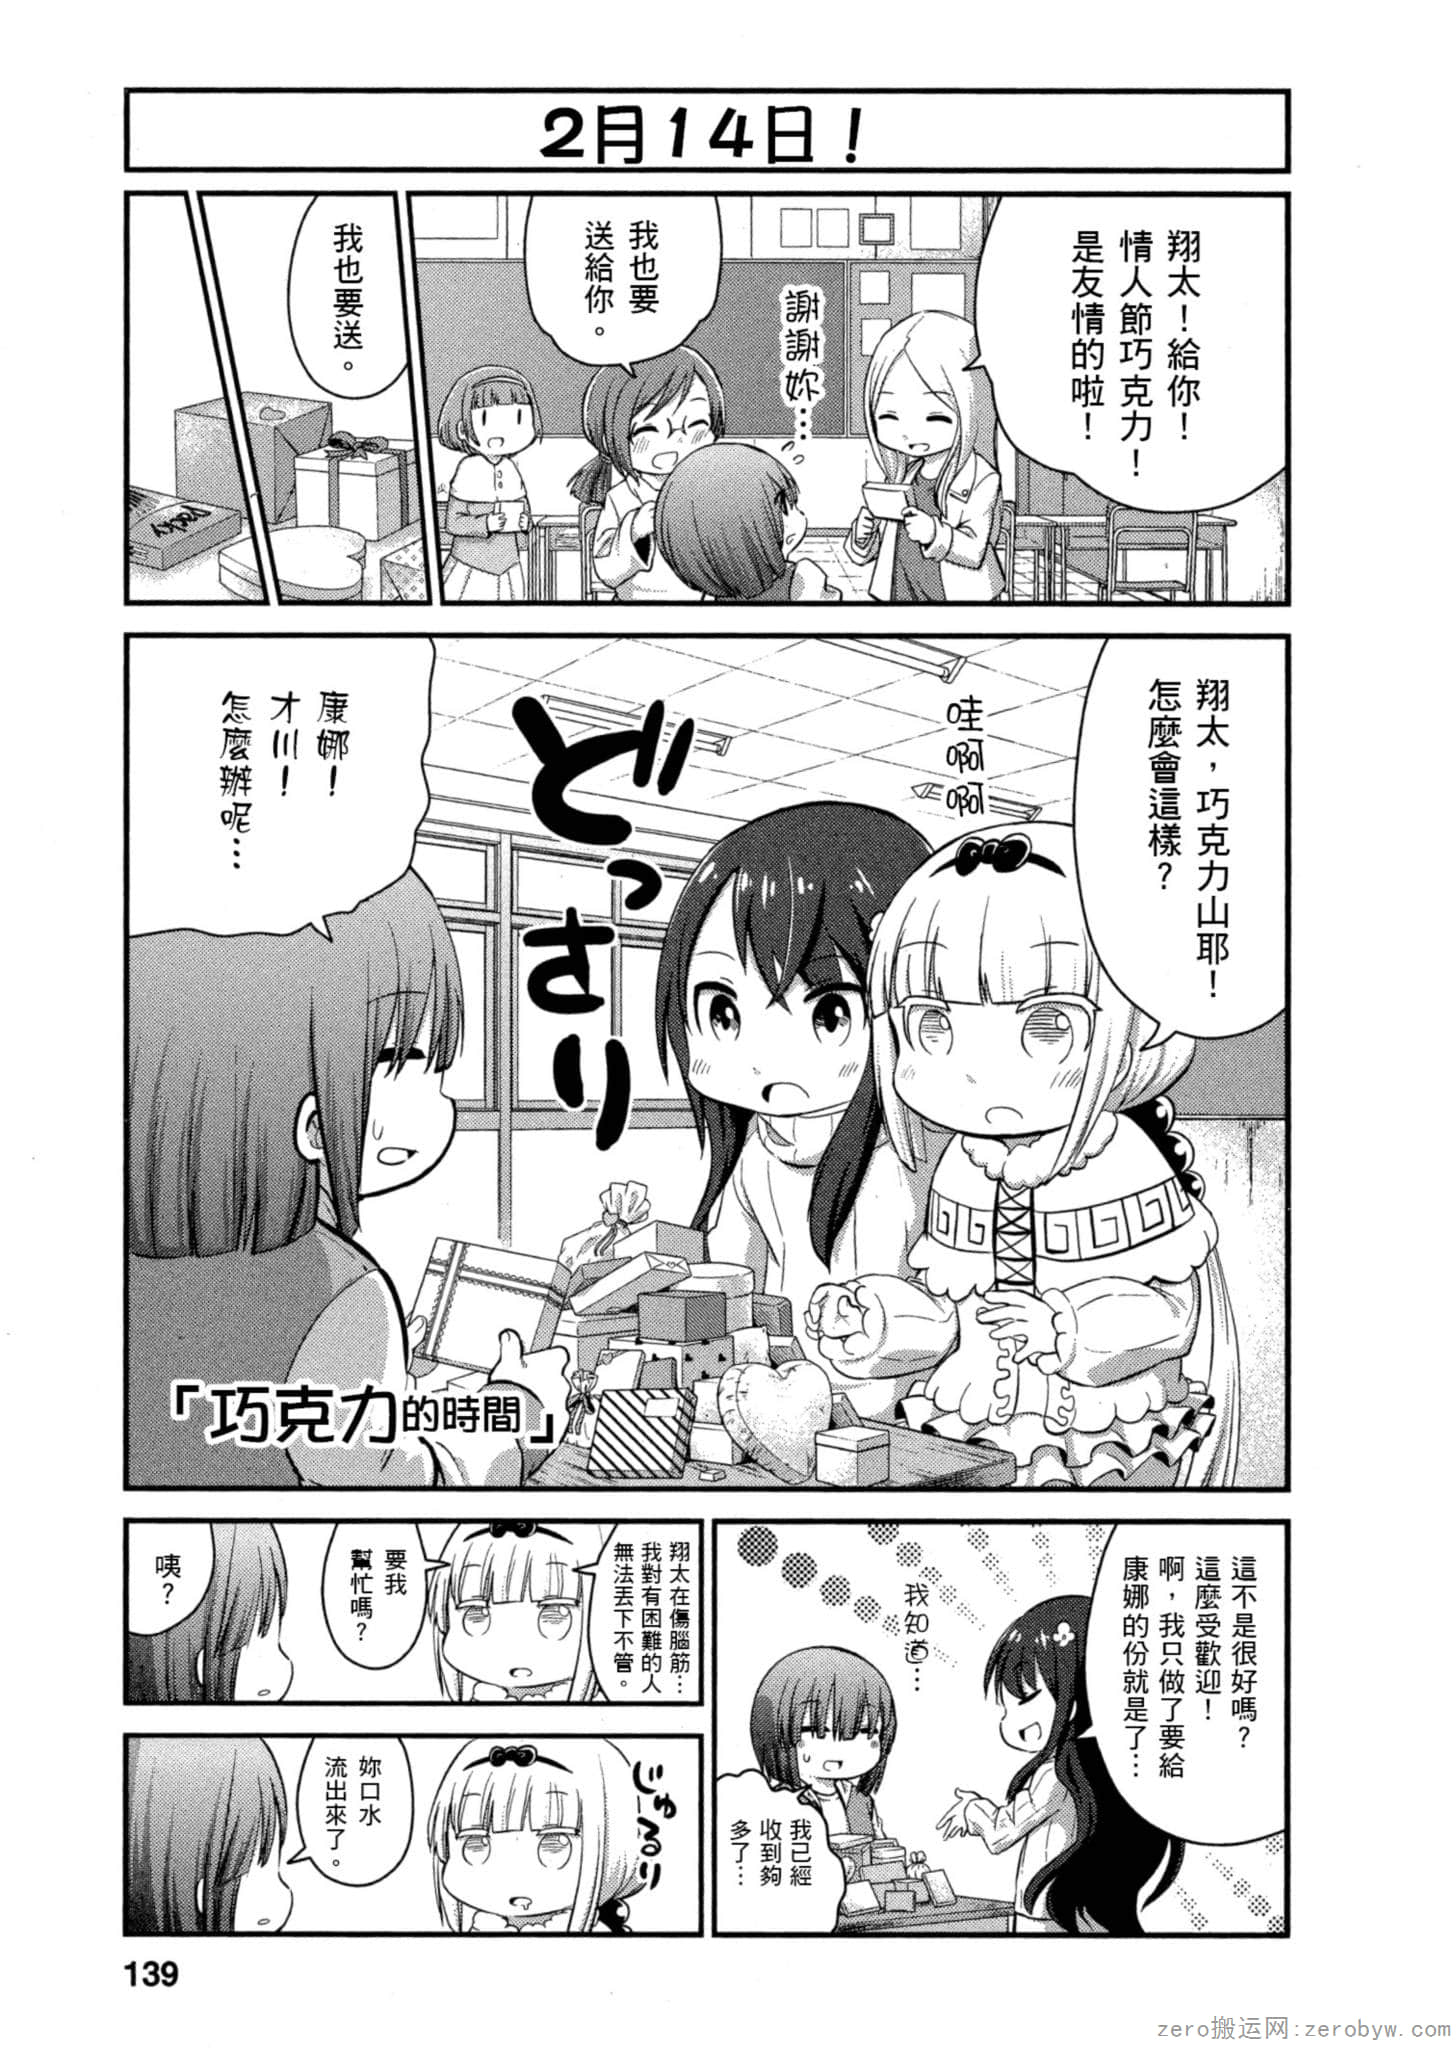 2月14日！
翔太！給你！
情人節巧克力！
是友情的啦！
謝謝妳…
我也要
送給你。
我也要送。
POCKY
翔太，巧克力山耶！
怎麼會這樣？
哇啊啊
どっさり
康娜！
才川！
怎麼辦呢…
「巧克力的時間」
這不是很好嗎？
這麼受歡迎！
啊，我只做了要給
康娜的份就是了…
我知道…
我已經
收到夠
多了…
翔太在傷腦筋…
我對有困難的人
無法丟下不管。
要我
幫忙嗎？
咦？
じゅるり
妳口水
流出來了。
139
zero搬运网:zerobyw.com